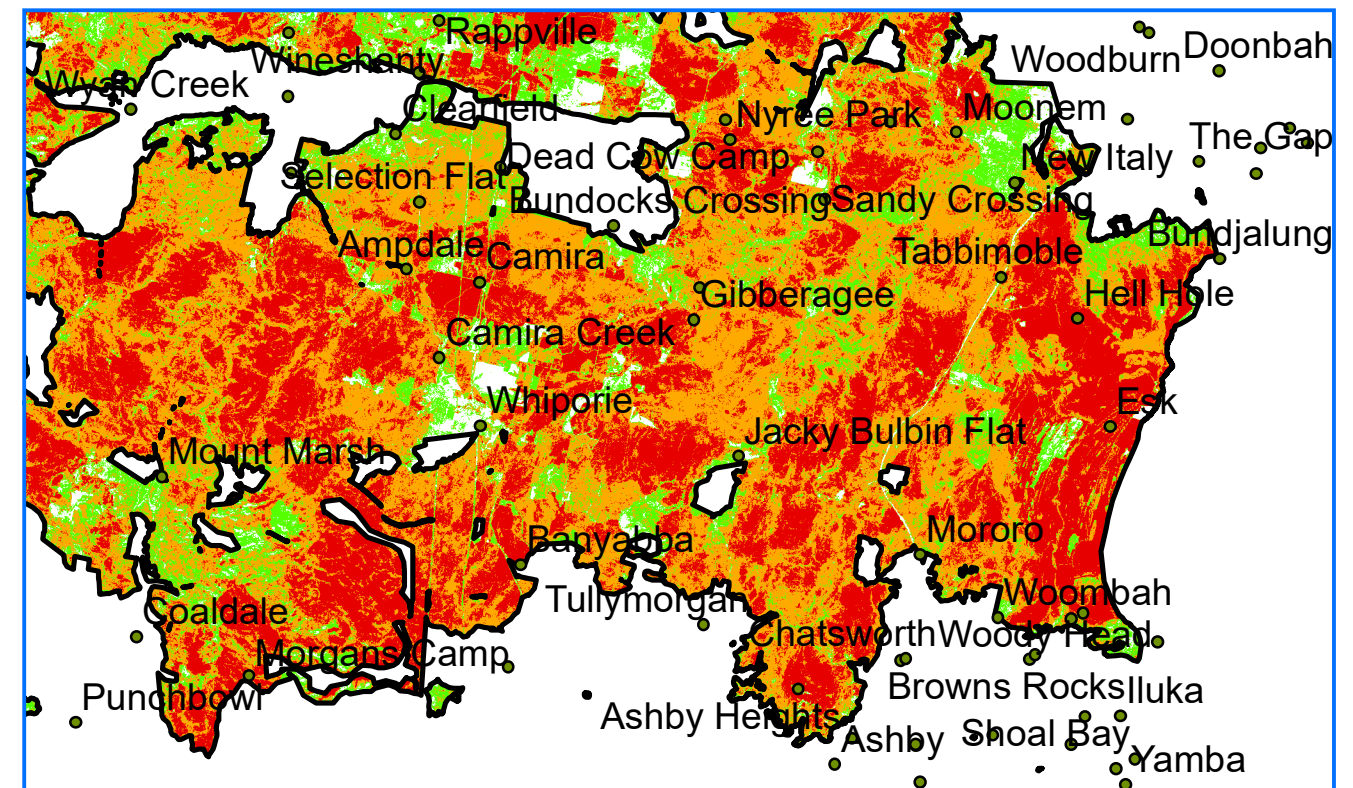 Rappville
Doonbah
Wineshanty
Woodburn
Wyan Creek
Clearfield
Nyree Park
Moonem
The Gap
Dead Cow Camp
New Italy
Selection Flat
Bundocks Crossing
Sandy Crossing
Bundjalung
Ampdale
Camira
Tabbimoble
Gibberagee
Hell Hole
Camira Creek
Whiporie
Esk
Jacky Bulbin Flat
Mount Marsh
Mororo
Banyabba
Tullymorgan
Woombah
Coaldale
Chatsworth
Woody Head
Morgans Camp
Punchbowl
Browns Rocks
Iluka
Ashby Heights
Ashby
Shoal Bay
Yamba